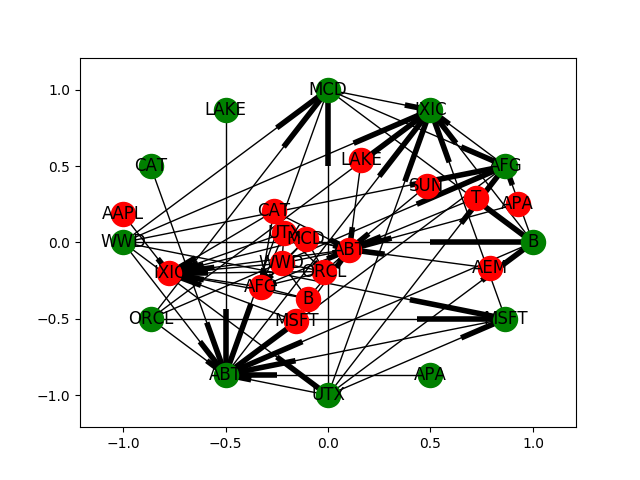 1.0
0.5
0.0
−0.5
−1.0
MCD
LAKE
IXIC
CAT
LAKE
AFG
SUN
T
APA
AAPL
CAT
UTX
MCD
WWD
ABT
B
WWD
ORCL
AEM
IXIC
AFG
B
ORCL
MSFT
MSFT
ABT
APA
UTX
−1.0
−0.5
0.0
0.5
1.0